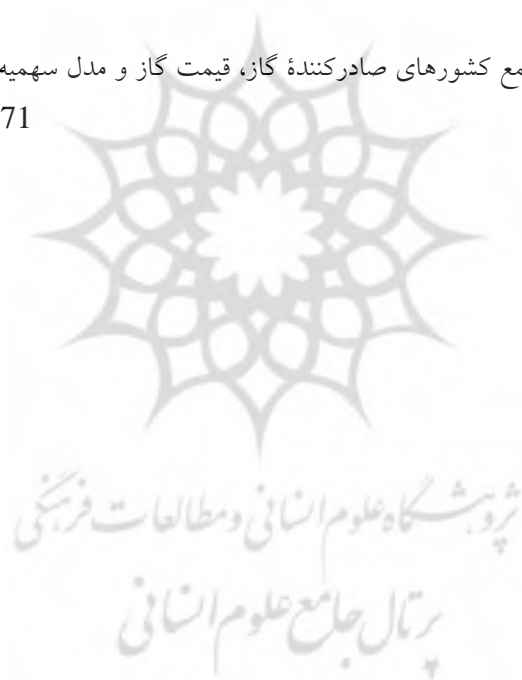 مع کشورهای صادرکنندهٔ گاز، قیمت گاز و مدل سهمیه
71
پژوهشگاه علوم انسانی و مطالعات فرهنگی
پرتال جامع علوم انسانی